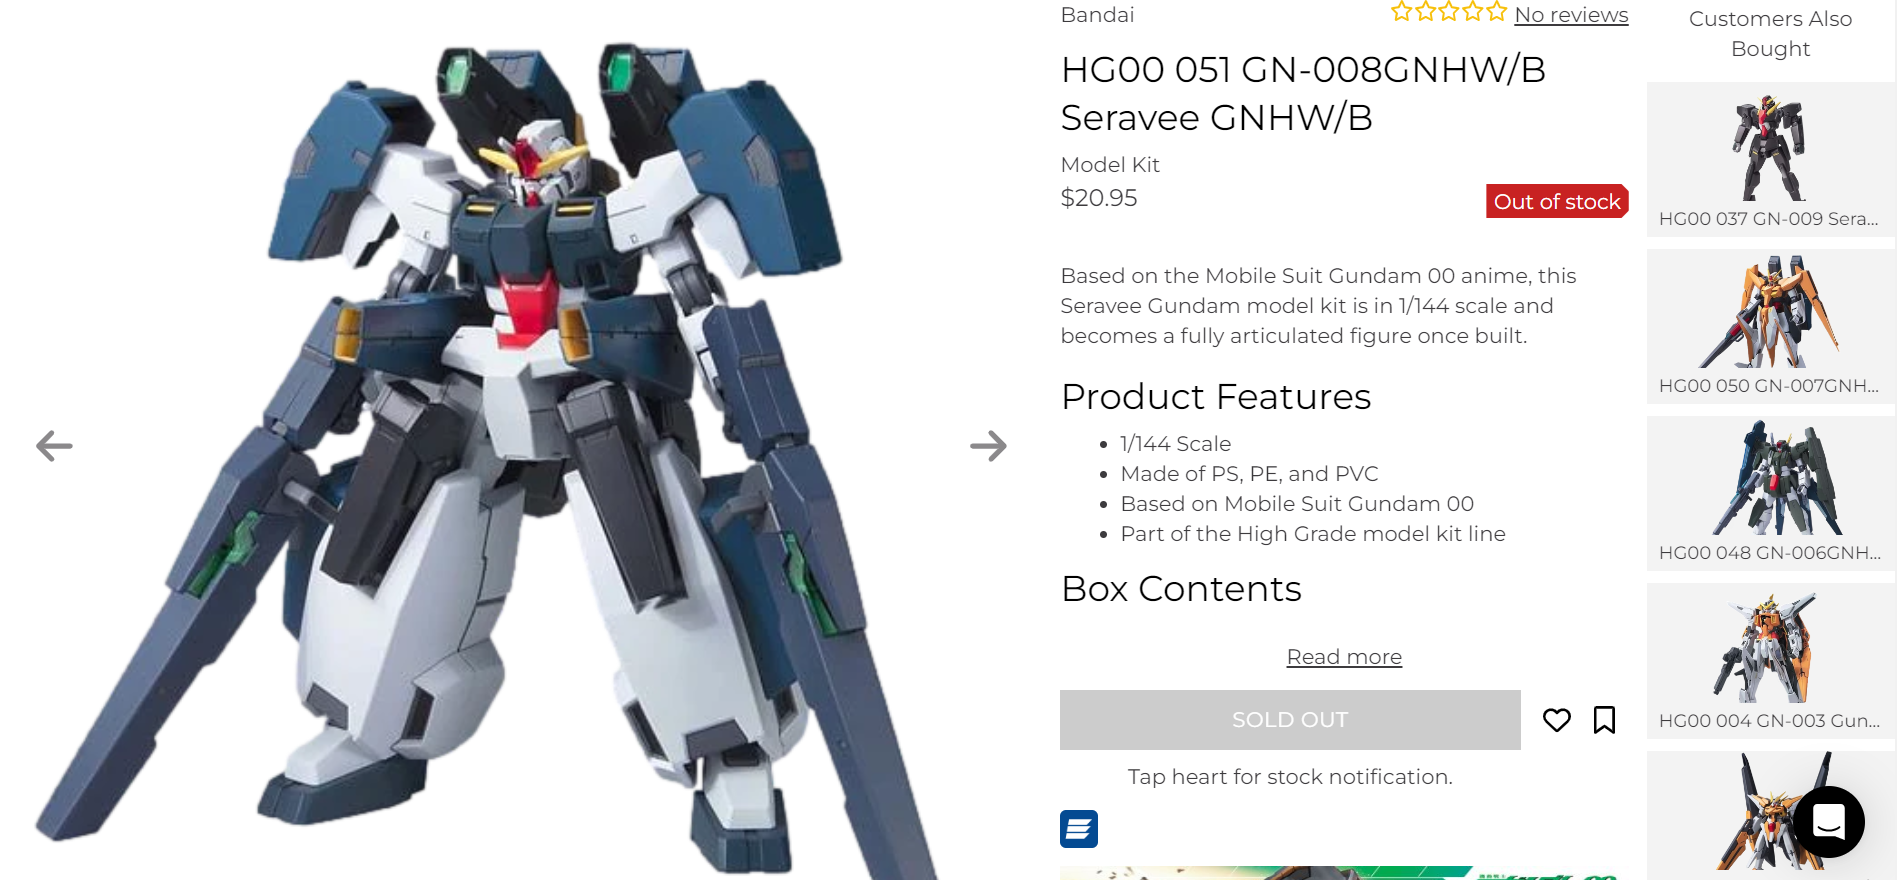 Bandai
No reviews
HG00 051 GN-008GNHW/B
Seravee GNHW/B
Model Kit
$20.95
Out of stock
Based on the Mobile Suit Gundam 00 anime, this
Seravee Gundam model kit is in 1/144 scale and
becomes a fully articulated figure once built.
Product Features
1/144 Scale
Made of PS, PE, and PVC
Based on Mobile Suit Gundam 00
Part of the High Grade model kit line
Box Contents
Read more
SOLD OUT
Tap heart for stock notification.
Customers Also
Bought
HG00 037 GN-009 Sera...
HG00 050 GN-007GNH...
HG00 048 GN-006GNH...
HG00 004 GN-003 Gun...